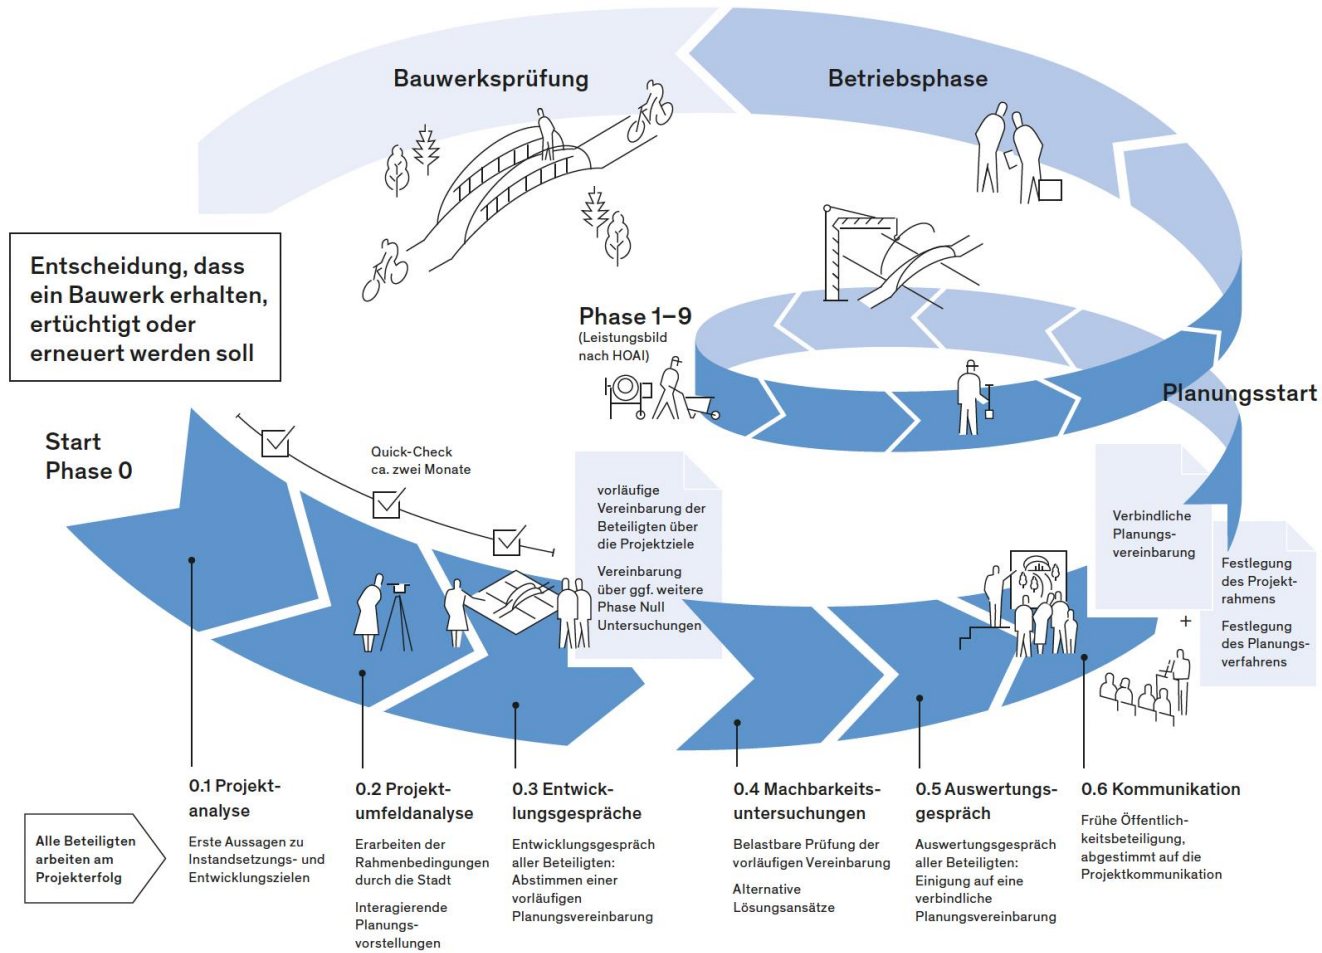 Bauwerksprüfung
Betriebsphase
Entscheidung, dass
ein Bauwerk erhalten,
ertüchtigt oder
erneuert werden soll
Phase 1–9
(Leistungsbild
nach HOAI)
Planungsstart
Start
Phase 0
Quick-Check
ca. zwei Monate
vorläufige
Vereinbarung der
Beteiligten über
die Projektziele
Vereinbarung
über ggf. weitere
Phase Null
Untersuchungen
Verbindliche
Planungs-
vereinbarung
+
Festlegung
des Projekt-
rahmens
Festlegung
des Planungs-
verfahrens
Alle Beteiligten
arbeiten am
Projekterfolg
0.1 Projekt-
analyse
Erste Aussagen zu
Instandsetzungs- und
Entwicklungszielen
0.2 Projekt-
umfeldanalyse
Erarbeiten der
Rahmenbedingungen
durch die Stadt
Interagierende
Planungs-
vorstellungen
0.3 Entwick-
lungsgespräche
Entwicklungsgespräch
aller Beteiligten:
Abstimmen einer
vorläufigen
Planungsvereinbarung
0.4 Machbarkeits-
untersuchungen
Belastbare Prüfung der
vorläufigen Vereinbarung
Alternative
Lösungsansätze
0.5 Auswertungs-
gespräch
Auswertungsgespräch
aller Beteiligten:
Einigung auf eine
verbindliche
Planungsvereinbarung
0.6 Kommunikation
Frühe Öffentlich-
keitsbeteiligung,
abgestimmt auf die
Projektkommunikation